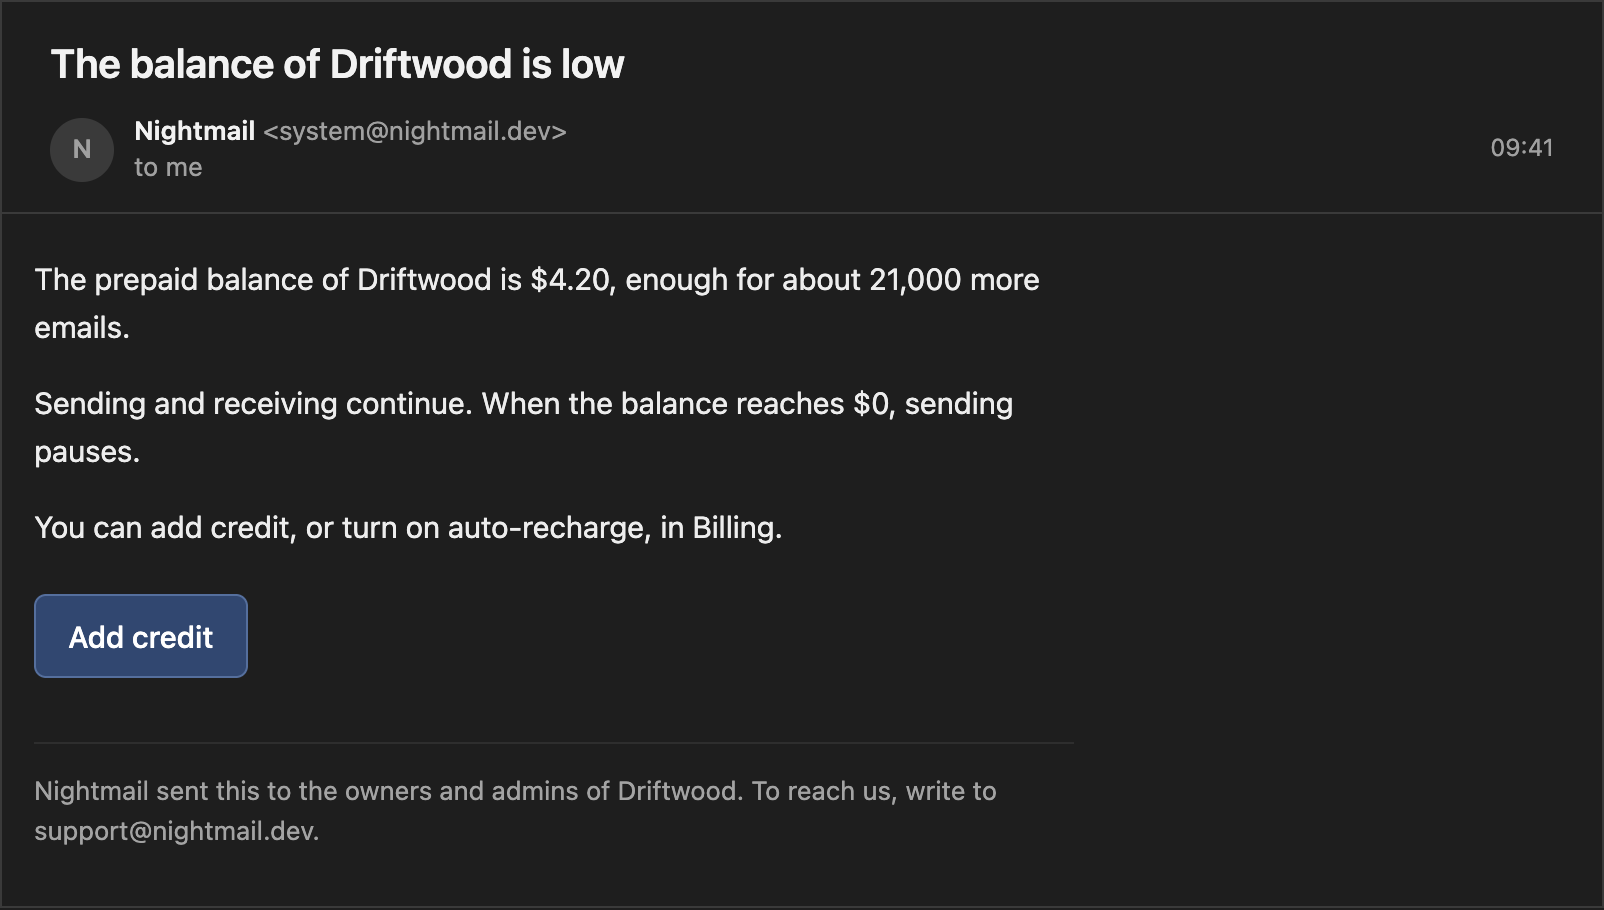 The balance of Driftwood is low
N
Nightmail <system@nightmail.dev>
to me
09:41
The prepaid balance of Driftwood is $4.20, enough for about 21,000 more
emails.
Sending and receiving continue. When the balance reaches $0, sending
pauses.
You can add credit, or turn on auto-recharge, in Billing.
Add credit
Nightmail sent this to the owners and admins of Driftwood. To reach us, write to
support@nightmail.dev.